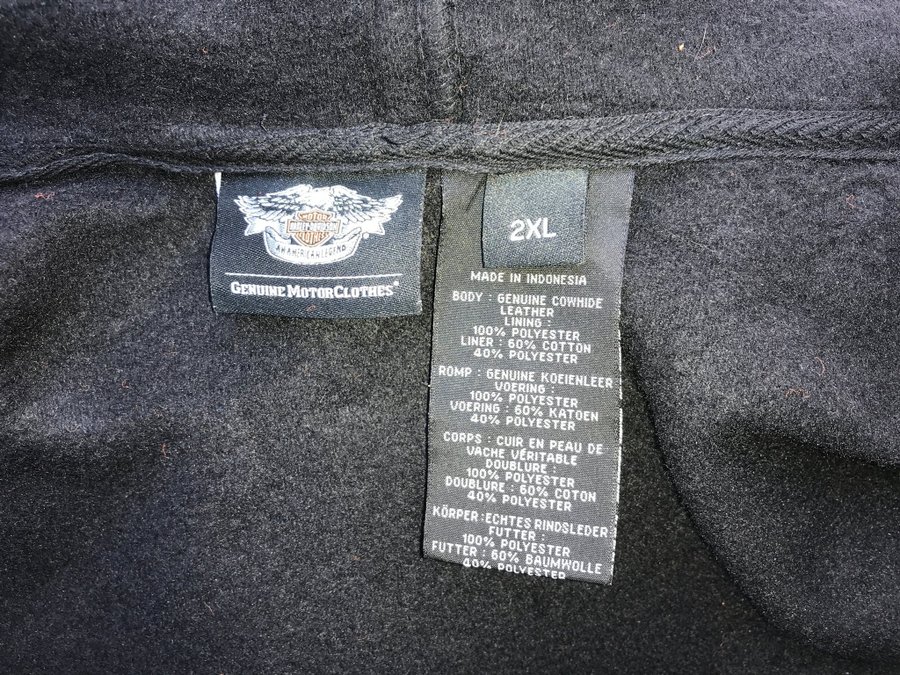 MOTOR
HARLEY-DAVIDSON
CLOTHES
AN AMERICAN LEGEND
GENUINE MOTORCLOTHES®
2XL
MADE IN INDONESIA
BODY : GENUINE COWHIDE
LEATHER
LINING :
100% POLYESTER
LINER : 60% COTTON
40% POLYESTER
ROMP : GENUINE KOEIENLEER
VOERING :
100% POLYESTER
VOERING : 60% KATOEN
40% POLYESTER
CORPS : CUIR EN PEAU DE
VACHE VÉRITABLE
DOUBLURE :
100% POLYESTER
DOUBLURE : 60% COTON
40% POLYESTER
KÖRPER :ECHTES RINDSLEDER
FUTTER :
100% POLYESTER
FUTTER : 60% BAUMWOLLE
40% POLYESTER